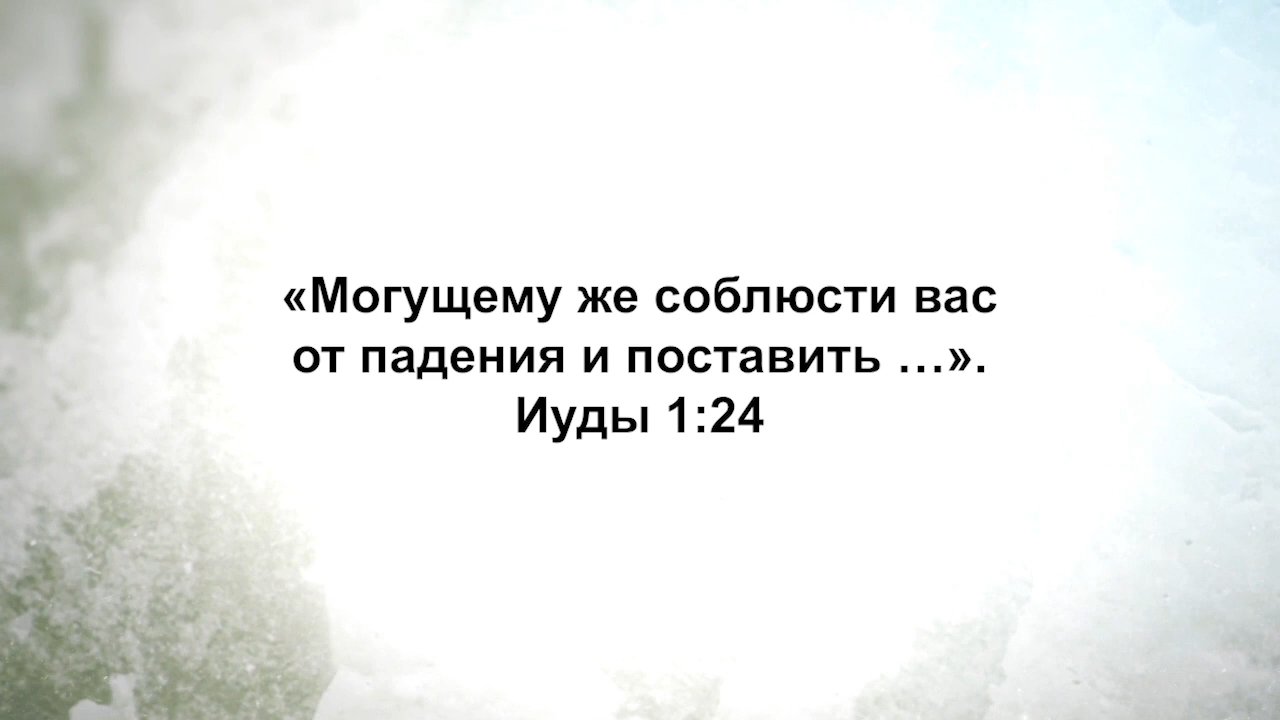 «Могущему же соблюсти вас
от падения и поставить …».
Иуды 1:24